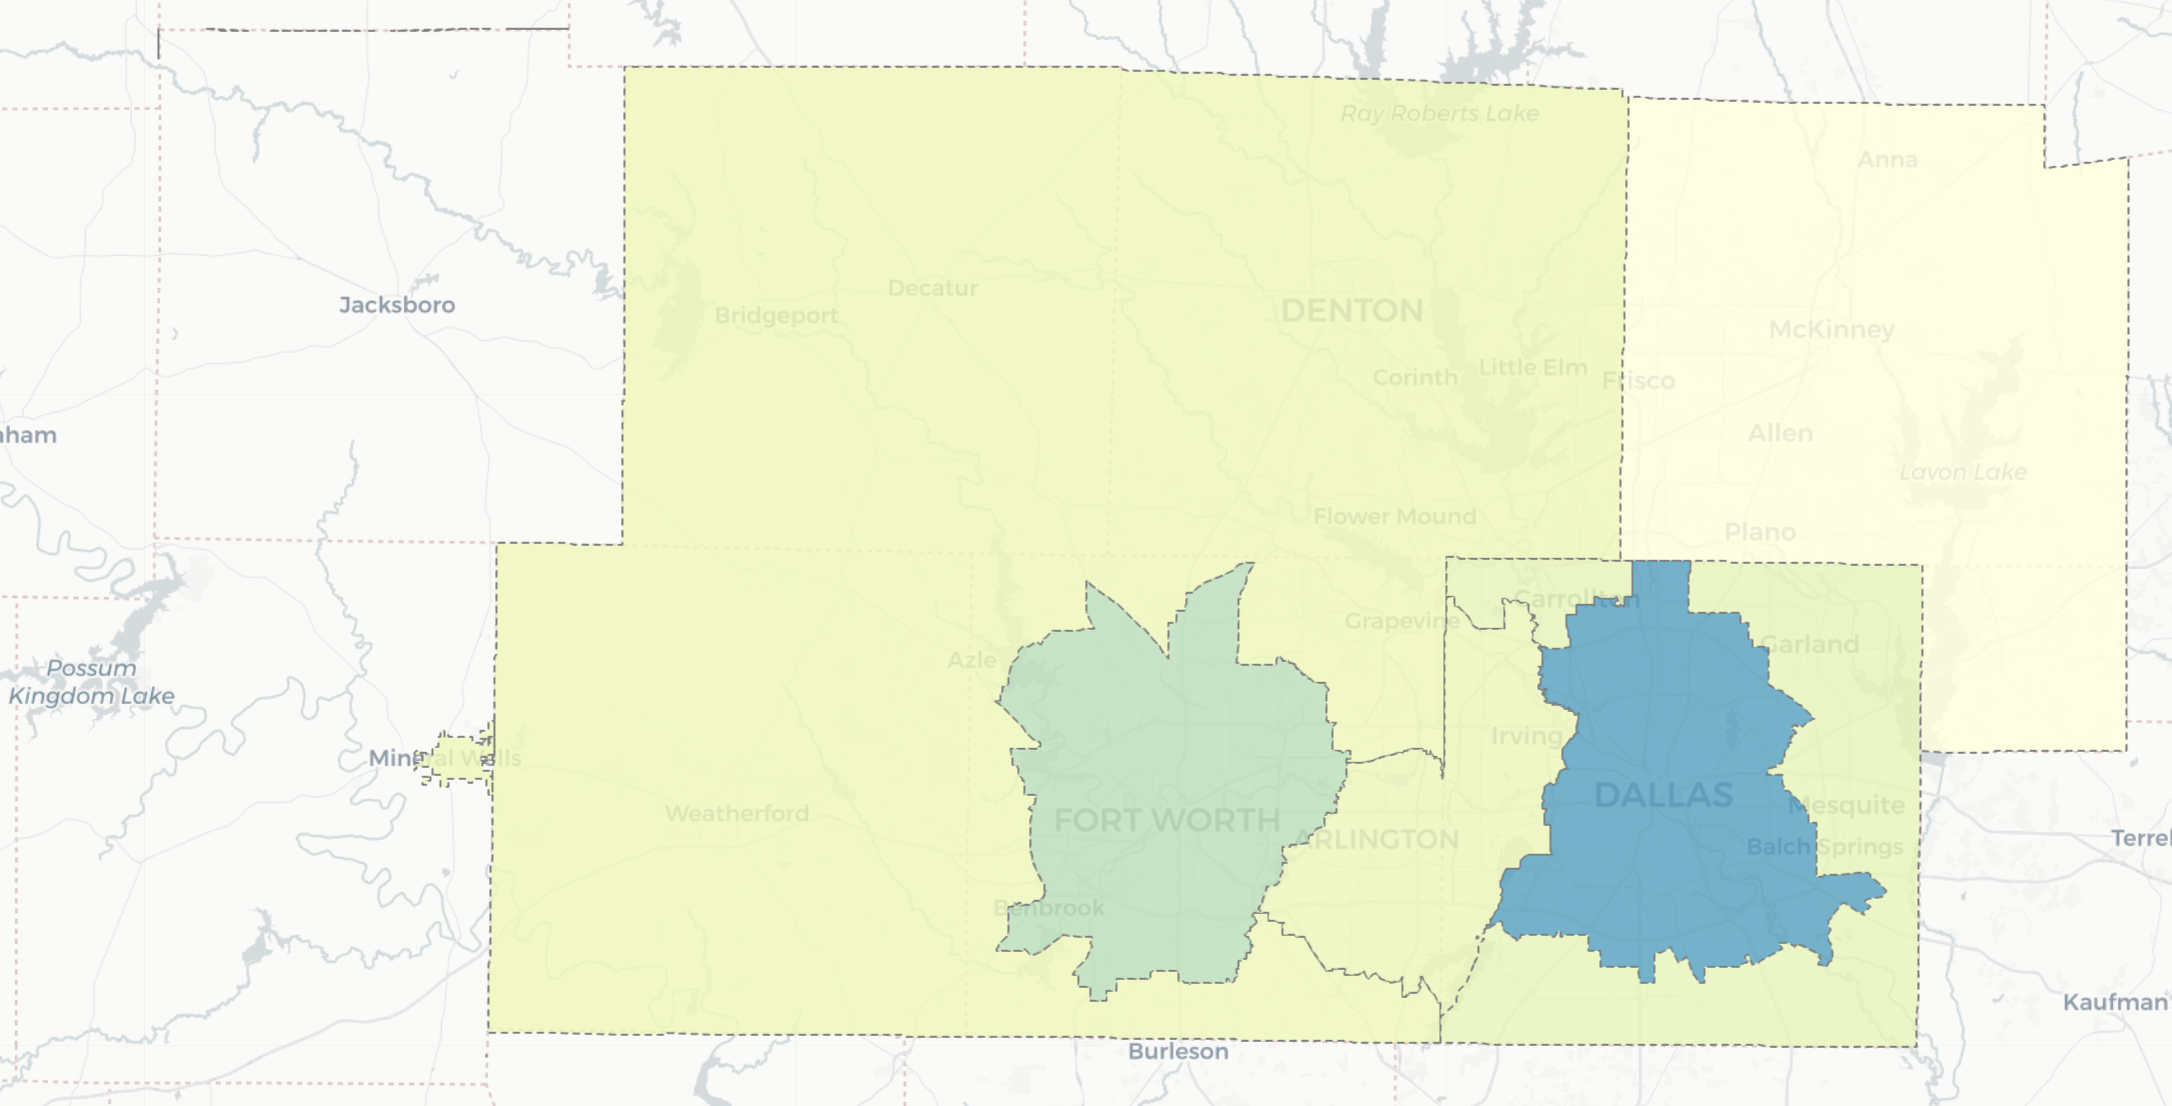 Ray Roberts Lake
Anna
Decatur
Jacksboro
Bridgeport
DENTON
McKinney
Corinth
Little Elm
Frisco
aham
Allen
Lavon Lake
Flower Mound
Plano
Carrollton
Grapevine
Garland
Azle
Possum
Kingdom Lake
Irving
Mineral Wells
DALLAS
Mesquite
Weatherford
FORT WORTH
ARLINGTON
Balch Springs
Terrel
Benbrook
Kaufman
Burleson